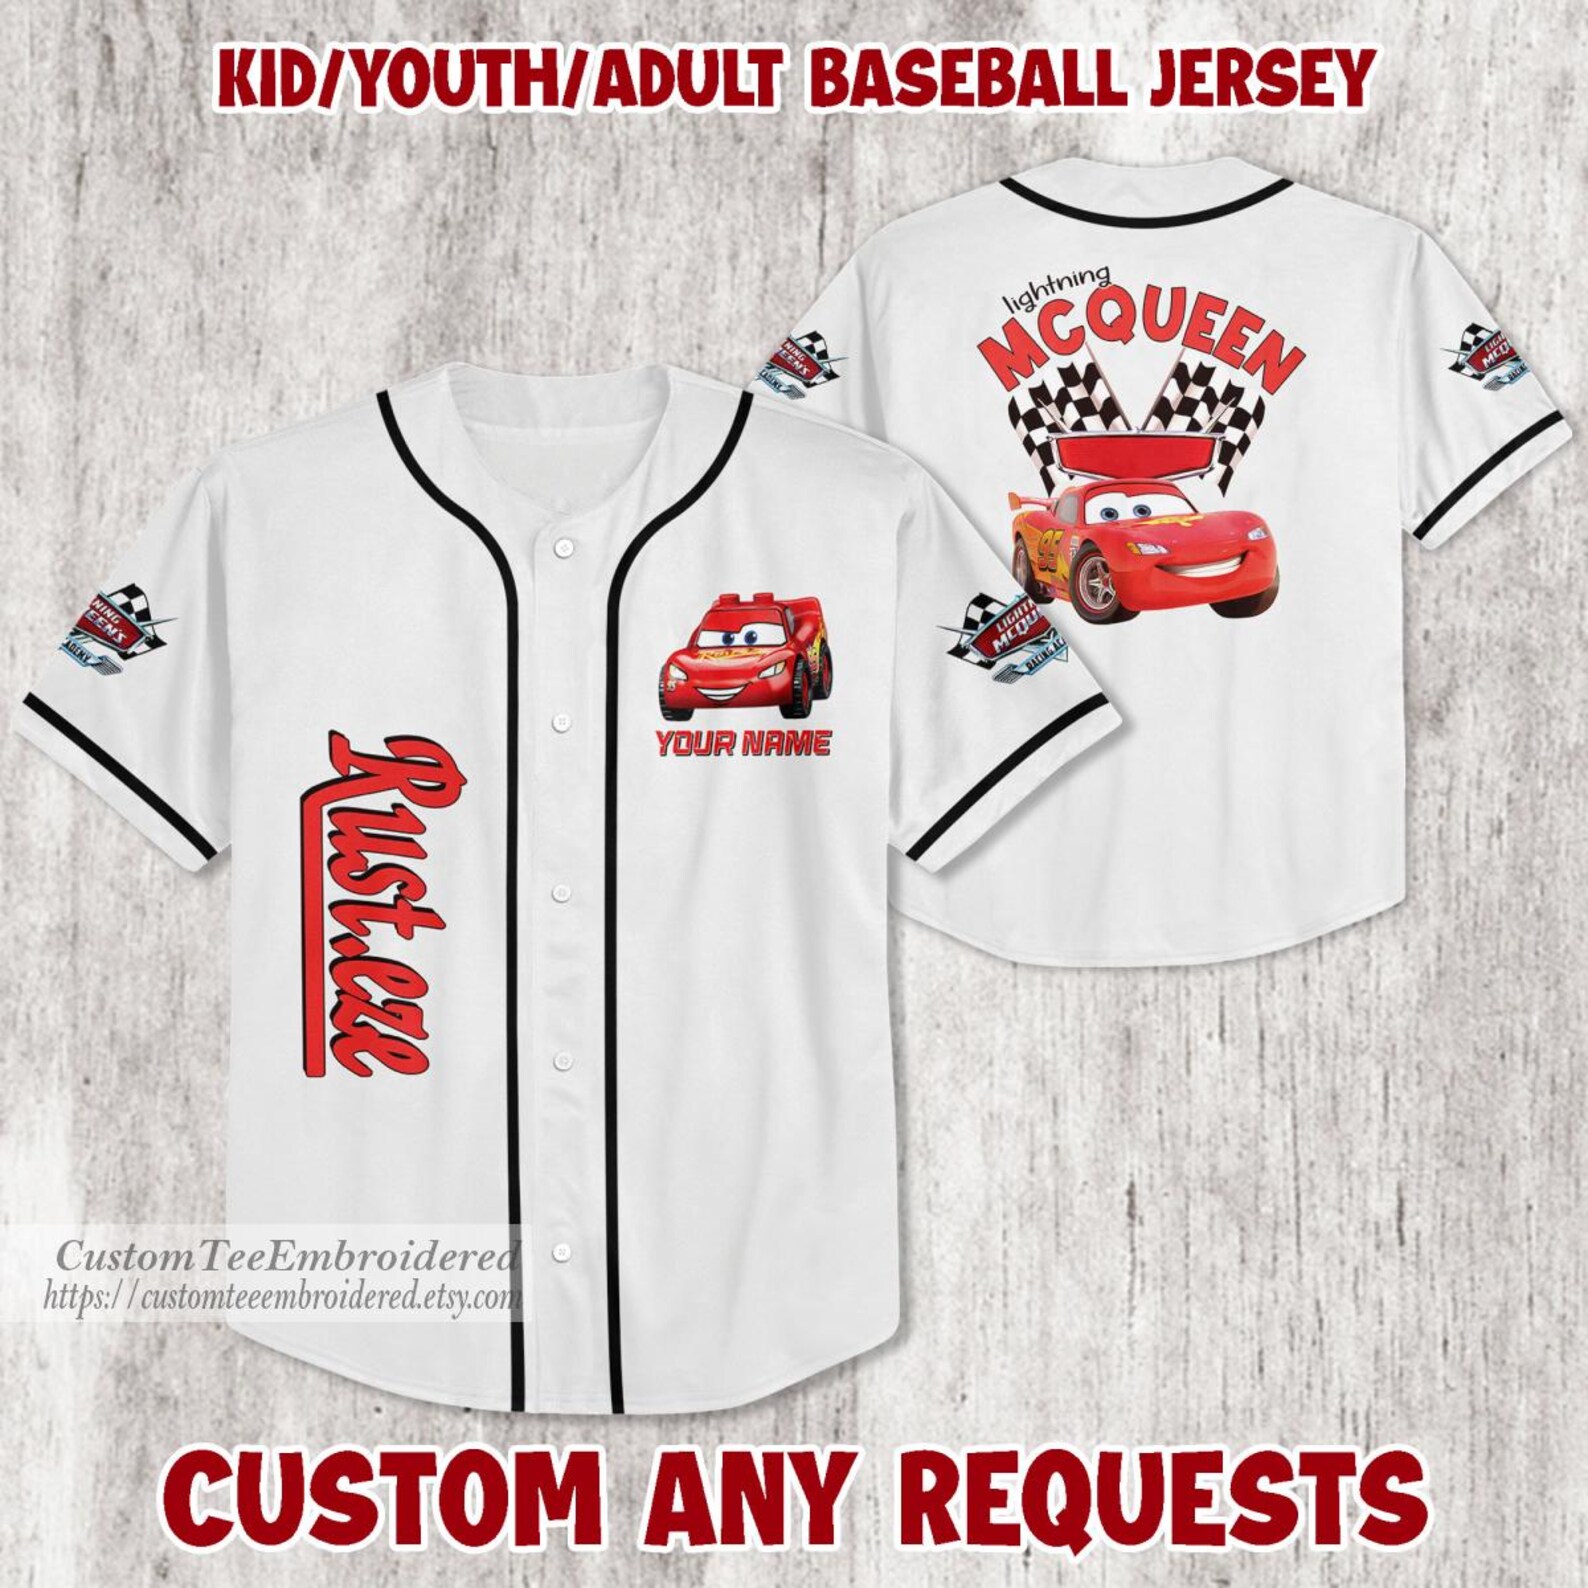 KID/YOUTH/ADULT BASEBALL JERSEY
lightning
MCQUEEN
95
Rust-eze
YOUR NAME
CustomTeeEmbroidered
https://customteeembroidered.etsy.com
CUSTOM ANY REQUESTS